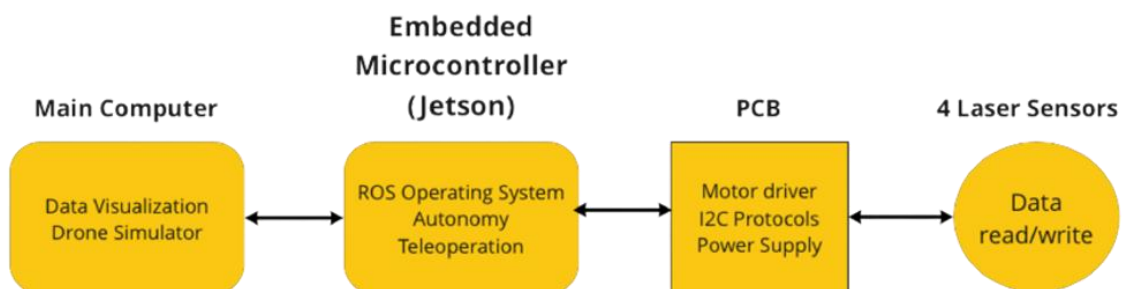 Main Computer
Data Visualization
Drone Simulator
Embedded
Microcontroller
(Jetson)
ROS Operating System
Autonomy
Teleoperation
PCB
Motor driver
I2C Protocols
Power Supply
4 Laser Sensors
Data
read/write